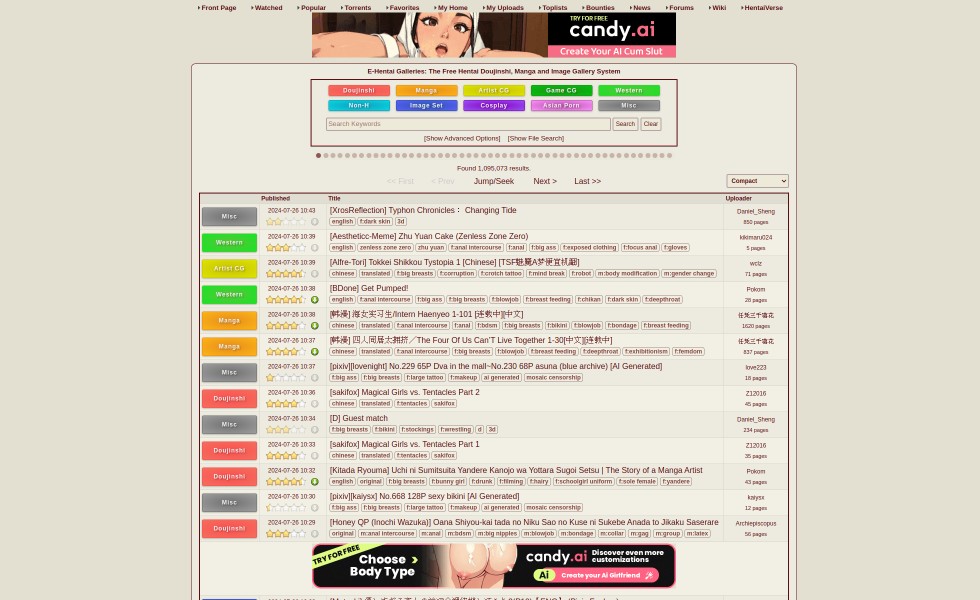 Front Page Watched Popular Torrents Favorites My Home My Uploads Toplists Bounties News Forums Wiki HentaiVerse
TRY FOR FREE
candy.ai
Create Your AI Cum Slut
E-Hentai Galleries: The Free Hentai Doujinshi, Manga and Image Gallery System
Doujinshi Manga Artist CG Game CG Western
Non-H Image Set Cosplay Asian Porn Misc
Search Keywords Search Clear
[Show Advanced Options] [Show File Search]
Found 1,095,073 results.
<< First < Prev Jump/Seek Next > Last >> Compact
Published Title Uploader
Misc 2024-07-26 10:43 [XrosReflection] Typhon Chronicles : Changing Tide Daniel_Sheng
english f:dark skin 3d 850 pages
Western 2024-07-26 10:39 [Aestheticc-Meme] Zhu Yuan Cake (Zenless Zone Zero) kikimaru024
english zenless zone zero zhu yuan f:anal intercourse f:anal f:big ass f:exposed clothing f:focus anal f:gloves 5 pages
Artist CG 2024-07-26 10:39 [Alfre-Tori] Tokkei Shikkou Tystopia 1 [Chinese] [TSF魅魔A梦便宜机翻] wclz
chinese translated f:big breasts f:corruption f:crotch tattoo f:mind break f:robot m:body modification m:gender change 71 pages
Western 2024-07-26 10:38 [BDone] Get Pumped! Pokom
english f:anal intercourse f:big ass f:big breasts f:blowjob f:breast feeding f:chikan f:dark skin f:deepthroat 28 pages
Manga 2024-07-26 10:38 [韩漫] 海女实习生/Intern Haenyeo 1-101 [连载中][中文]
chinese translated f:anal intercourse f:anal f:bdsm f:big breasts f:bikini f:blowjob f:bondage f:breast feeding 1620 pages
Manga 2024-07-26 10:37 [韩漫] 四人同居太拥挤／The Four Of Us Can'T Live Together 1-30[中文][连载中]
chinese translated f:anal intercourse f:big breasts f:blowjob f:breast feeding f:deepthroat f:exhibitionism f:femdom 837 pages
Misc 2024-07-26 10:37 [pixiv][lovenight] No.229 65P Dva in the mall~No.230 68P asuna (blue archive) [AI Generated] love223
f:big ass f:big breasts f:large tattoo f:makeup ai generated mosaic censorship 18 pages
Doujinshi 2024-07-26 10:36 [sakifox] Magical Girls vs. Tentacles Part 2 Z12016
chinese translated f:tentacles sakifox 45 pages
Misc 2024-07-26 10:34 [D] Guest match Daniel_Sheng
f:big breasts f:bikini f:stockings f:wrestling d 3d 234 pages
Doujinshi 2024-07-26 10:33 [sakifox] Magical Girls vs. Tentacles Part 1 Z12016
chinese translated f:tentacles sakifox 35 pages
Doujinshi 2024-07-26 10:32 [Kitada Ryouma] Uchi ni Sumitsuita Yandere Kanojo wa Yottara Sugoi Setsu | The Story of a Manga Artist Pokom
english original f:big breasts f:bunny girl f:drunk f:filming f:hairy f:schoolgirl uniform f:sole female f:yandere 43 pages
Misc 2024-07-26 10:30 [pixiv][kaiysx] No.668 128P sexy bikini [AI Generated] kaiysx
f:big ass f:big breasts f:large tattoo f:makeup ai generated mosaic censorship 12 pages
Doujinshi 2024-07-26 10:29 [Honey QP (Inochi Wazuka)] Oana Shiyou-kai tada no Niku Sao no Kuse ni Sukebe Anada to Jikaku Saserare Archiepiscopus
original m:anal intercourse m:anal m:bdsm m:big nipples m:blowjob m:bondage m:collar m:gag m:group m:latex 56 pages
TRY FOR FREE Choose > Body Type candy.ai Discover even more customizations
Ai Create your AI Girlfriend